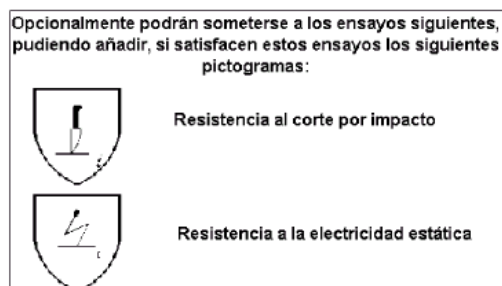 Opcionalmente podrán someterse a los ensayos siguientes,
pudiendo añadir, si satisfacen estos ensayos los siguientes
pictogramas:
Resistencia al corte por impacto
Resistencia a la electricidad estática